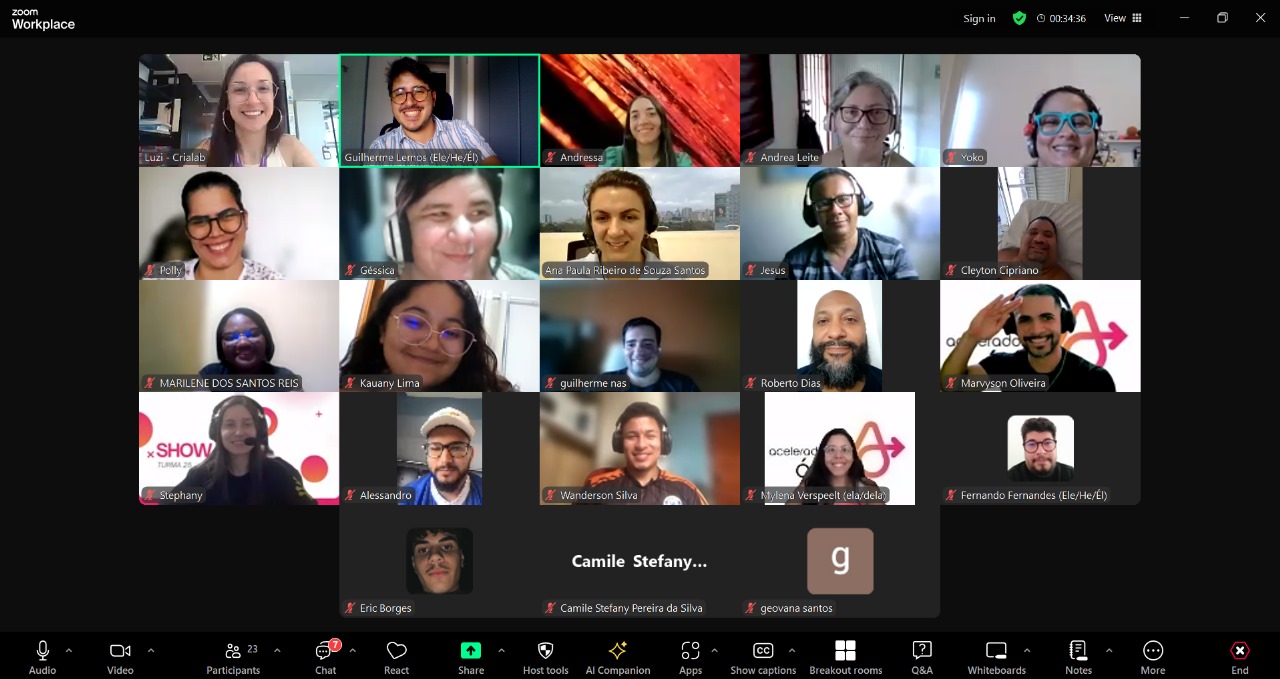 zoom
Workplace
Sign in
00:34:36
View
Luzi - Crialab
Guilherme Lemos (Ele/He/Él)
Andressa
Andrea Leite
Yoko
Polly
Géssica
Ana Paula Ribeiro de Souza Santos
Jesus
Cleyton Cipriano
MARILENE DOS SANTOS REIS
Kauany Lima
guilherme nas
Roberto Dias
Marvyson Oliveira
SHOW
TURMA 26
Stephany
Alessandro
Wanderson Silva
acelerad
Mylena Verspeelt (ela/dela)
Fernando Fernandes (Ele/He/Él)
Eric Borges
Camile Stefany...
Camile Stefany Pereira da Silva
g
geovana santos
Audio
Video
23
Participants
7
Chat
React
Share
Host tools
AI Companion
Apps
CC
Show captions
Breakout rooms
Q&A
Whiteboards
Notes
More
End